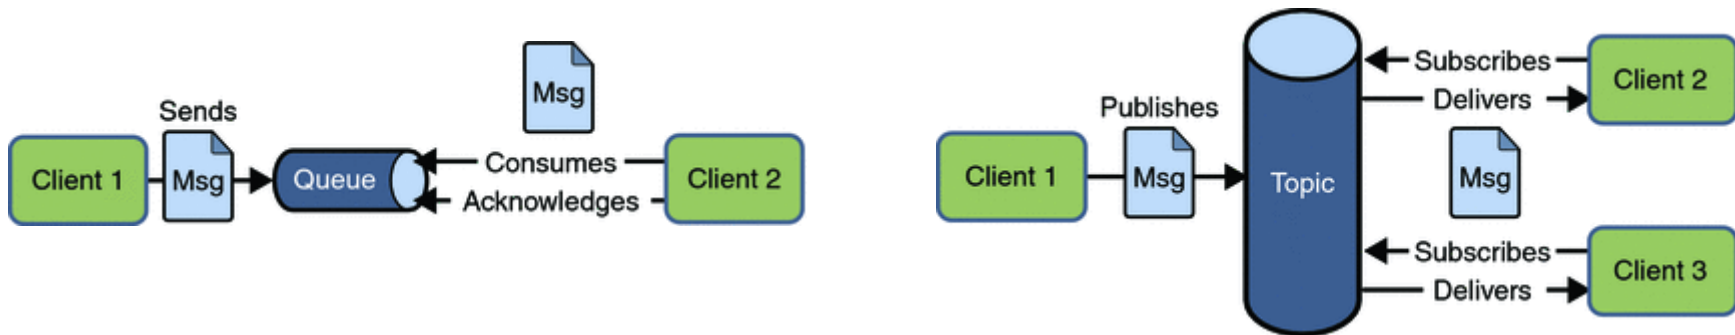 Sends
Client 1
Msg
Queue
Msg
Consumes
Acknowledges
Client 2
Publishes
Client 1
Msg
Topic
Subscribes
Delivers
Client 2
Msg
Subscribes
Delivers
Client 3